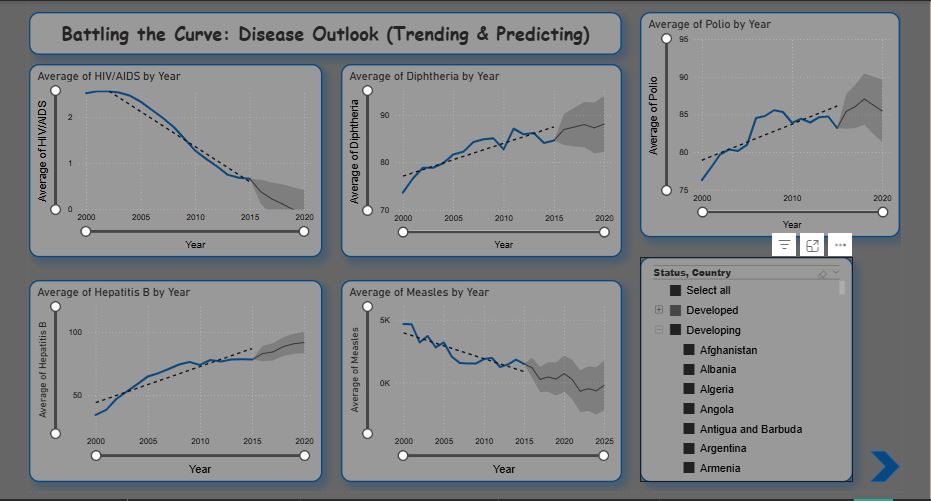 Battling the Curve: Disease Outlook (Trending & Predicting)
Average of HIV/AIDS by Year
Average of HIV/AIDS
2
1
0
2000 2005 2010 2015 2020
Year
Average of Diphtheria by Year
Average of Diphtheria
90
80
70
2000 2005 2010 2015 2020
Year
Average of Polio by Year
Average of Polio
95
90
85
80
75
2000 2010 2020
Year
Average of Hepatitis B by Year
Average of Hepatitis B
100
50
2000 2005 2010 2015 2020
Year
Average of Measles by Year
Average of Measles
5K
0K
2000 2005 2010 2015 2020 2025
Year
Status, Country
Select all
Developed
Developing
Afghanistan
Albania
Algeria
Angola
Antigua and Barbuda
Argentina
Armenia